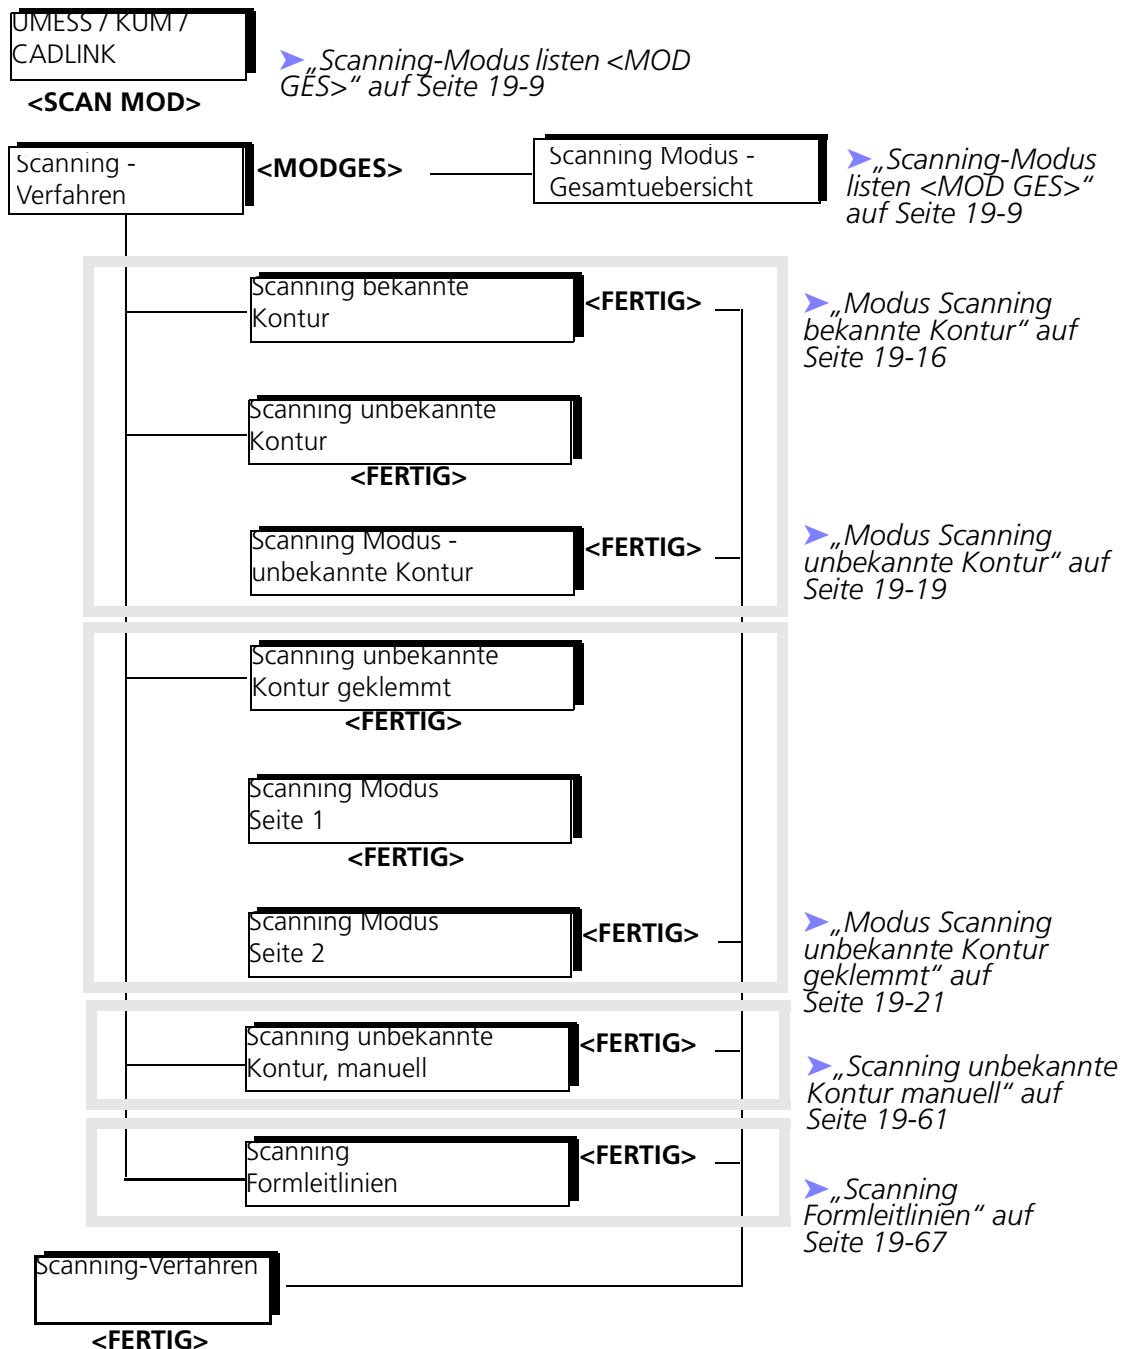 UMESS / KUM /
CADLINK
<SCAN MOD>
➤„Scanning-Modus listen <MOD
GES>“ auf Seite 19-9
Scanning -
Verfahren
<MODGES>
Scanning Modus -
Gesamtuebersicht
➤„Scanning-Modus
listen <MOD GES>“
auf Seite 19-9
Scanning bekannte
Kontur
<FERTIG>
➤„Modus Scanning
bekannte Kontur“ auf
Seite 19-16
Scanning unbekannte
Kontur
<FERTIG>
Scanning Modus -
unbekannte Kontur
<FERTIG>
➤„Modus Scanning
unbekannte Kontur“ auf
Seite 19-19
Scanning unbekannte
Kontur geklemmt
<FERTIG>
Scanning Modus
Seite 1
<FERTIG>
Scanning Modus
Seite 2
<FERTIG>
➤„Modus Scanning
unbekannte Kontur
geklemmt“ auf
Seite 19-21
Scanning unbekannte
Kontur, manuell
<FERTIG>
➤„Scanning unbekannte
Kontur manuell“ auf
Seite 19-61
Scanning
Formleitlinien
<FERTIG>
➤„Scanning
Formleitlinien“ auf
Seite 19-67
Scanning-Verfahren
<FERTIG>